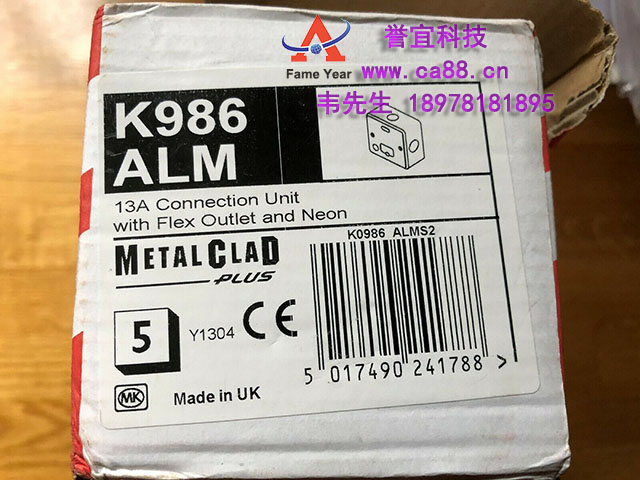 誉宜科技
Fame Year
www.ca88.cn
韦先生 18978181895
K986
ALM
13A Connection Unit
with Flex Outlet and Neon
K0986 ALMS2
METALCLAD
PLUS
5
Y1304 CE
5 017490 241788 >
MK
Made in UK